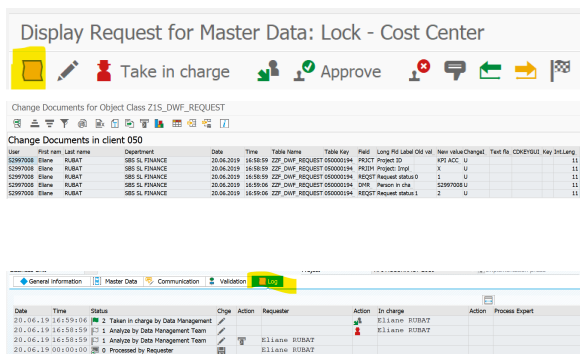 Display Request for Master Data: Lock - Cost Center
Take in charge Approve
Change Documents for Object Class Z1S_DWF_REQUEST
Change Documents in client 050
User First nam Last name Department Date Time Table Name Table Key Field Long Fld Label Old val New value ChangeI Text fla CDKEYGUI Key Int.Lang
S2997008 Eliane RUBAT SBS SL FINANCE 20.06.2019 16:58:59 ZZF_DWF_REQUEST 050000194 PRJCT Project ID KPI ACC U 11
S2997008 Eliane RUBAT SBS SL FINANCE 20.06.2019 16:58:59 ZZF_DWF_REQUEST 050000194 PRJIM Project: Impl X U 11
S2997008 Eliane RUBAT SBS SL FINANCE 20.06.2019 16:58:59 ZZF_DWF_REQUEST 050000194 REQST Request status 0 1 U 11
S2997008 Eliane RUBAT SBS SL FINANCE 20.06.2019 16:59:06 ZZF_DWF_REQUEST 050000194 DMR Person in cha S2997008 U 11
S2997008 Eliane RUBAT SBS SL FINANCE 20.06.2019 16:59:06 ZZF_DWF_REQUEST 050000194 REQST Request status 1 2 U 11
General information Master Data Communication Validation Log
Date Time Status Chge Action Requester Action In charge Action Process Expert
20.06.19 16:59:06 2 Taken in charge by Data Management Eliane RUBAT
20.06.19 16:58:59 1 Analyze by Data Management Team Eliane RUBAT
20.06.19 16:58:59 1 Analyze by Data Management Team Eliane RUBAT
20.06.19 00:00:00 0 Processed by Requester Eliane RUBAT